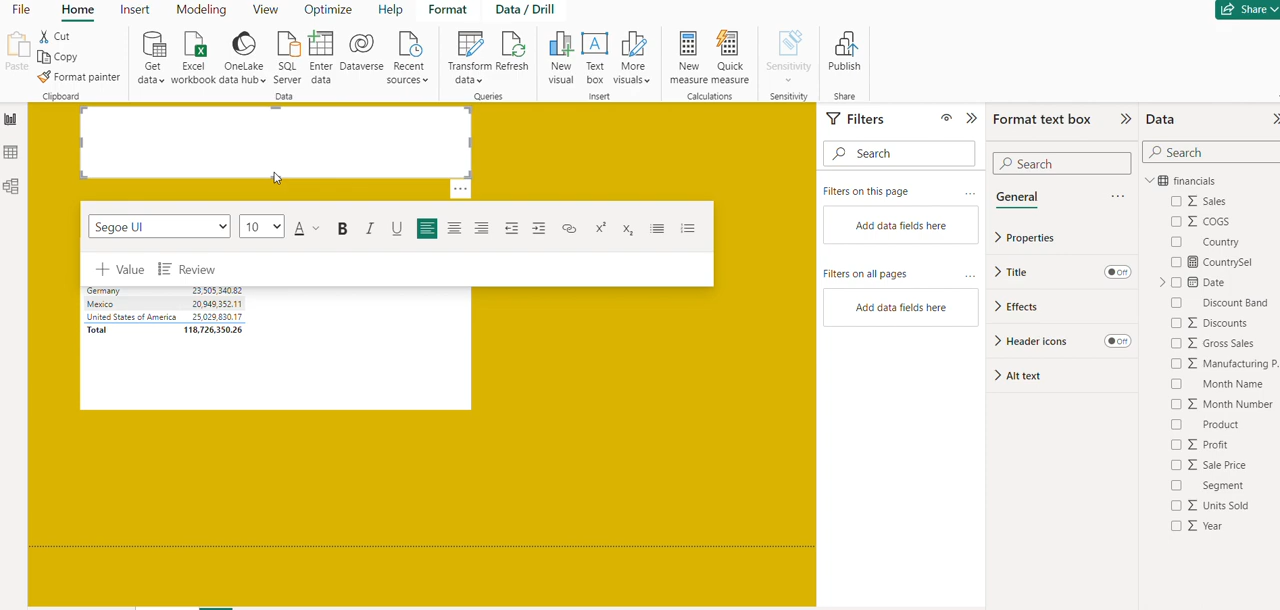 File Home Insert Modeling View Optimize Help Format Data / Drill Share
Paste Cut Copy Format painter
Get data Excel workbook OneLake data hub SQL Server Enter data Dataverse Recent sources Transform data Refresh New visual Text box More visuals New measure Quick measure Sensitivity Publish
Clipboard Data Queries Insert Calculations Sensitivity Share
Segoe UI 10 A B I U x² x₂
Value Review
Germany 23,505,340.82
Mexico 20,949,352.11
United States of America 25,029,830.17
Total 118,726,350.26
Filters
Search
Filters on this page ...
Add data fields here
Filters on all pages ...
Add data fields here
Format text box
Search
General ...
Properties
Title Off
Effects
Header icons Off
Alt text
Data
Search
financials
Σ Sales
Σ COGS
Country
CountrySel
Date
Discount Band
Σ Discounts
Σ Gross Sales
Σ Manufacturing P.
Month Name
Σ Month Number
Product
Σ Profit
Σ Sale Price
Segment
Σ Units Sold
Σ Year